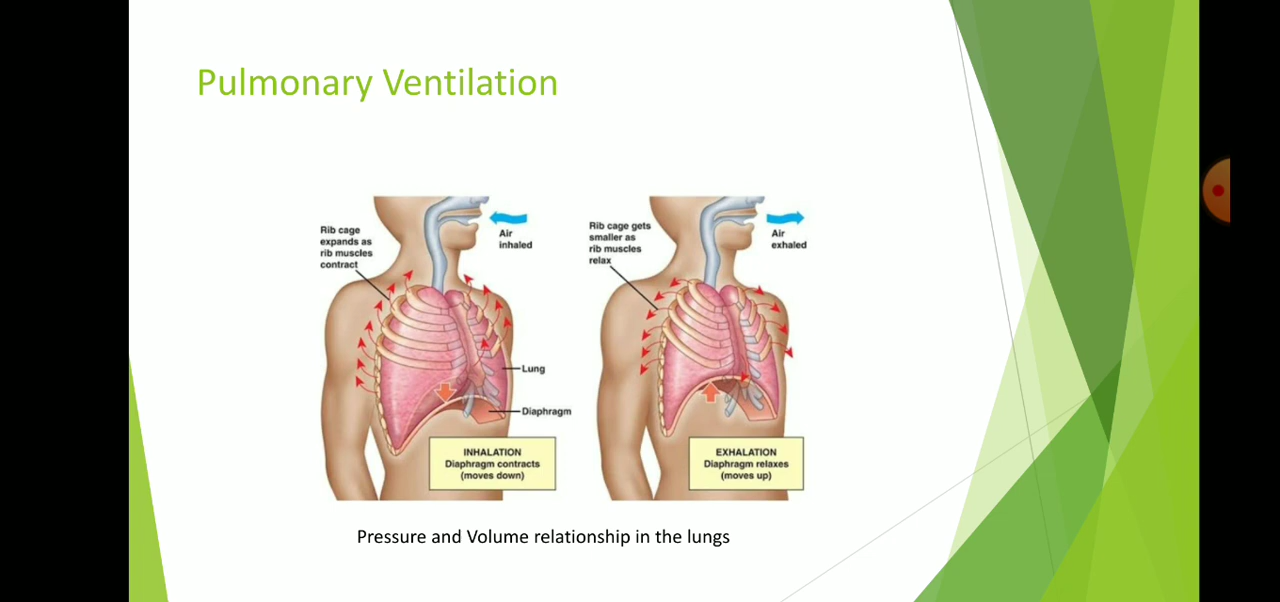 Pulmonary Ventilation
Rib cage
expands as
rib muscles
contract
Air
inhaled
Lung
Diaphragm
INHALATION
Diaphragm contracts
(moves down)
Rib cage gets
smaller as
rib muscles
relax
Air
exhaled
EXHALATION
Diaphragm relaxes
(moves up)
Pressure and Volume relationship in the lungs